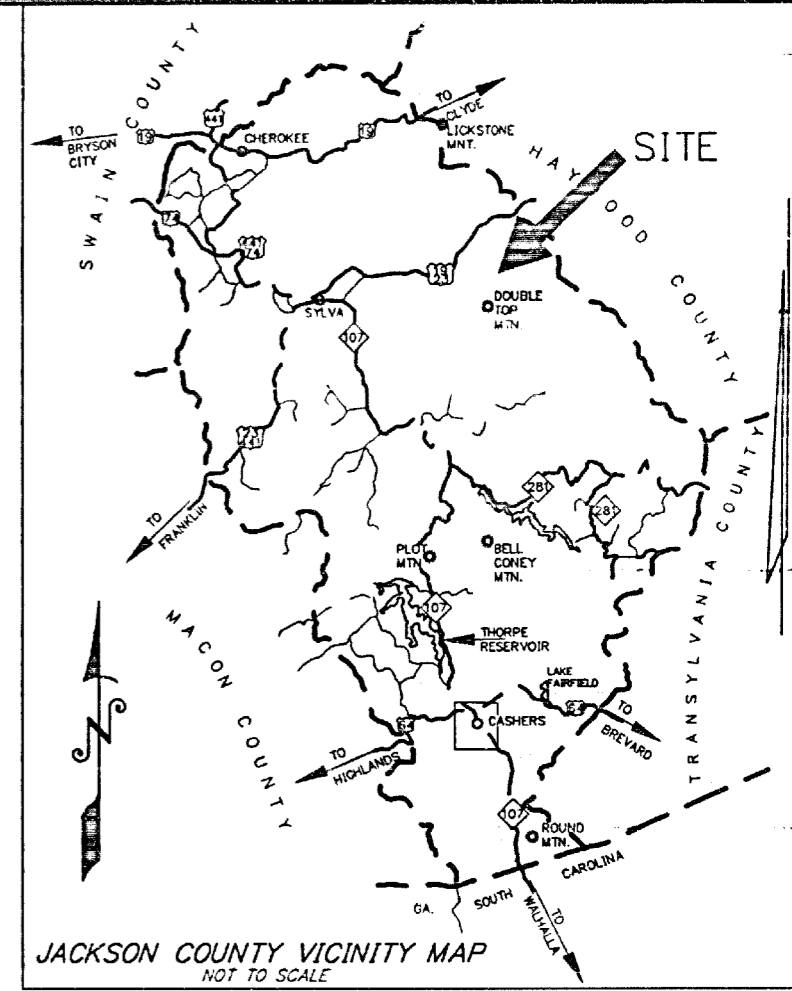 SWAIN COUNTY
441
TO
CLYDE
19
TO
BRYSON
CITY
CHEROKEE
19
LICKSTONE
MNT.
HAYWOOD COUNTY
SITE
74
441
74
19
23
DOUBLE
TOP
MTN.
SYLVA
107
23
441
TO
FRANKLIN
281
281
PLOT
MTN
BELL
CONEY
MTN.
TRANSYLVANIA COUNTY
MACON COUNTY
107
THORPE
RESERVOIR
N
LAKE
FAIRFIELD
64
TO
BREVARD
64
CASHERS
TO
HIGHLANDS
107
ROUND
MTN.
GA.
SOUTH
CAROLINA
TO
WALHALLA
JACKSON COUNTY VICINITY MAP
NOT TO SCALE